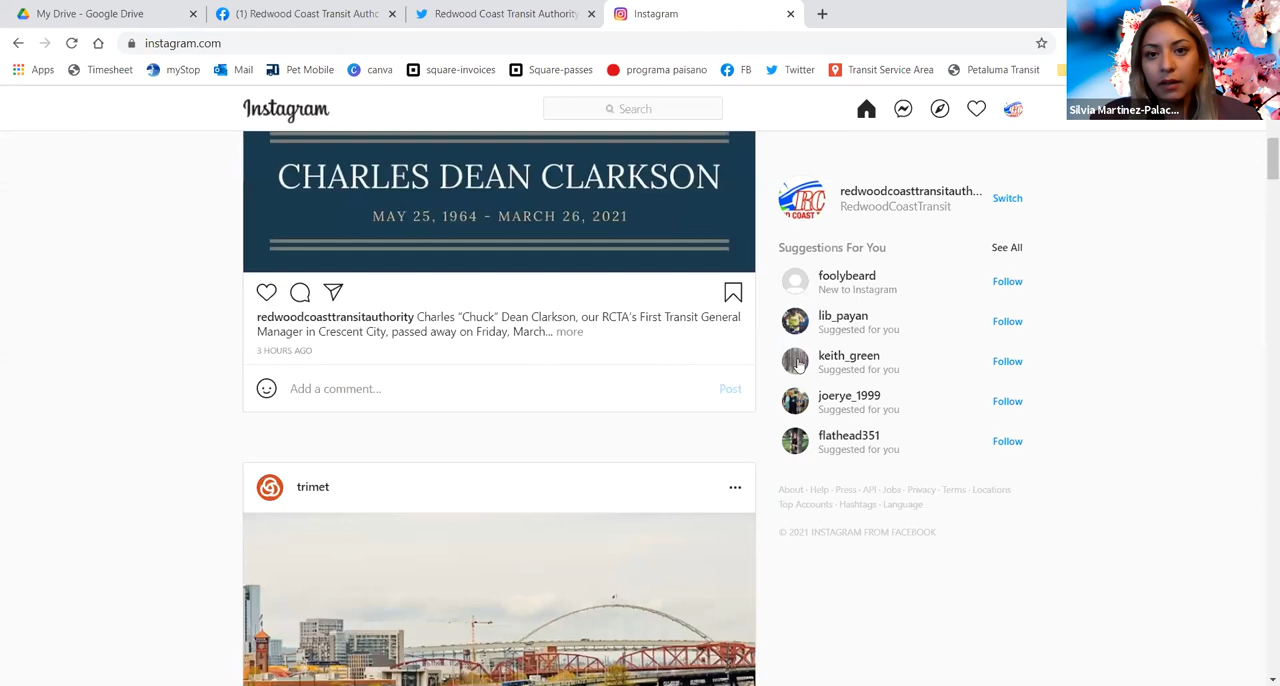 My Drive - Google Drive
(1) Redwood Coast Transit Autho
Redwood Coast Transit Authority
Instagram
instagram.com
Apps
Timesheet
myStop
Mail
Pet Mobile
canva
square-invoices
Square-passes
programa paisano
FB
Twitter
Transit Service Area
Petaluma Transit
Silvia Martinez-Palac...
Instagram
Search
CHARLES DEAN CLARKSON
MAY 25, 1964 - MARCH 26, 2021
redwoodcoasttransitauthority Charles “Chuck” Dean Clarkson, our RCTA's First Transit General
Manager in Crescent City, passed away on Friday, March... more
3 HOURS AGO
Add a comment...
Post
trimet
redwoodcoasttransitauth...
RedwoodCoastTransit
Switch
Suggestions For You
See All
foolybeard
New to Instagram
Follow
lib_payan
Suggested for you
Follow
keith_green
Suggested for you
Follow
joerye_1999
Suggested for you
Follow
flathead351
Suggested for you
Follow
About · Help · Press · API · Jobs · Privacy · Terms · Locations
Top Accounts · Hashtags · Language
© 2021 INSTAGRAM FROM FACEBOOK